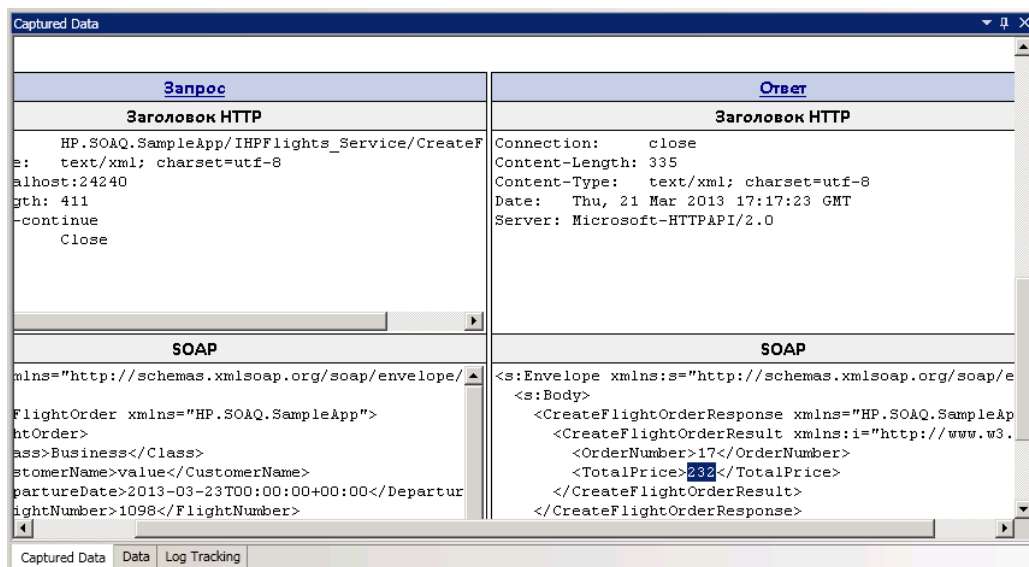 Captured Data
Запрос
Ответ
Заголовок HTTP
Заголовок HTTP
HP.SOAQ.SampleApp/IHPFlights_Service/CreateF
e: text/xml; charset=utf-8
alhost:24240
gth: 411
-continue
Close
Connection: close
Content-Length: 335
Content-Type: text/xml; charset=utf-8
Date: Thu, 21 Mar 2013 17:17:23 GMT
Server: Microsoft-HTTPAPI/2.0
SOAP
SOAP
mlns="http://schemas.xmlsoap.org/soap/envelope/
FlightOrder xmlns="HP.SOAQ.SampleApp">
htOrder>
ass>Business</Class>
stomerName>value</CustomerName>
partureDate>2013-03-23T00:00:00+00:00</Departur
ightNumber>1098</FlightNumber>
<s:Envelope xmlns:s="http://schemas.xmlsoap.org/soap/e
<s:Body>
<CreateFlightOrderResponse xmlns="HP.SOAQ.SampleAp
<CreateFlightOrderResult xmlns:i="http://www.w3.
<OrderNumber>17</OrderNumber>
<TotalPrice>232</TotalPrice>
</CreateFlightOrderResult>
</CreateFlightOrderResponse>
Captured Data
Data
Log Tracking